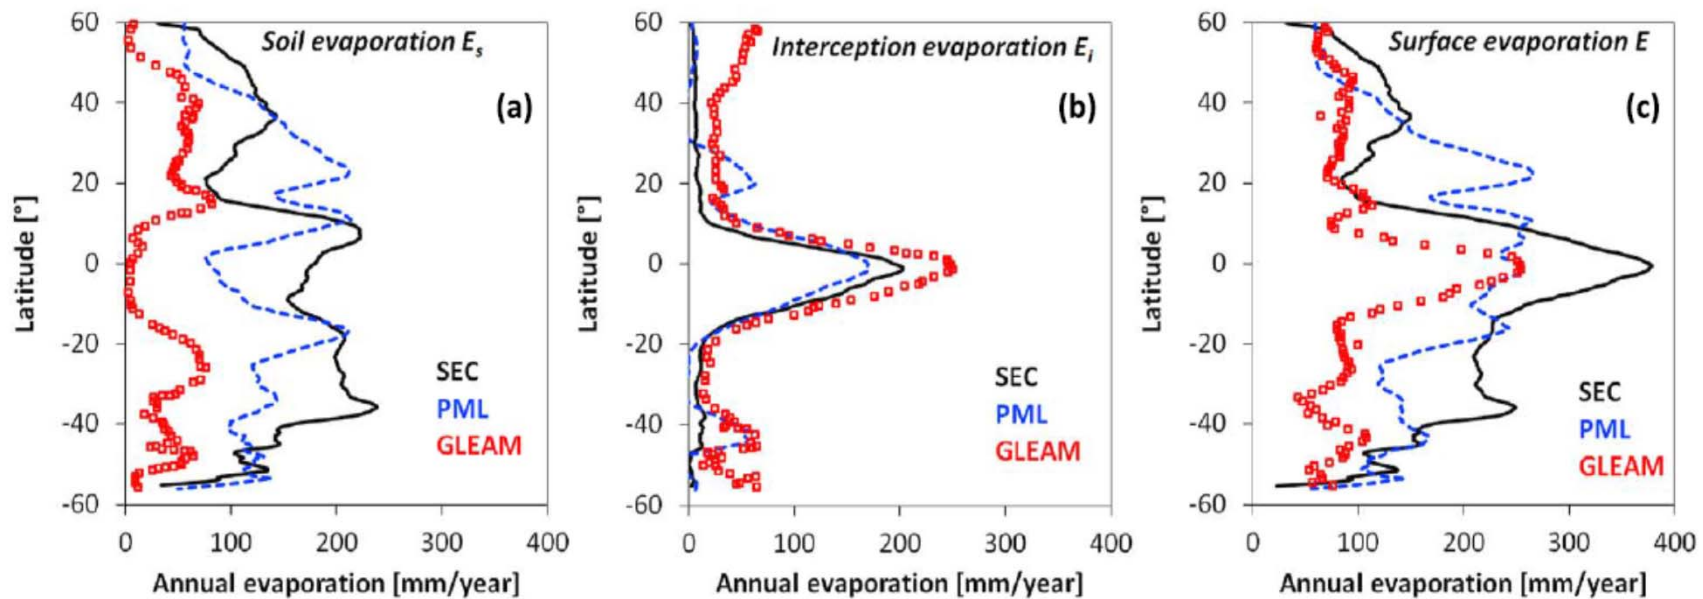 Soil evaporation Es
(a)
60
40
20
0
-20
-40
-60
Latitude [°]
SEC
PML
GLEAM
0 100 200 300 400
Annual evaporation [mm/year]
Interception evaporation Ei
(b)
60
40
20
0
-20
-40
-60
Latitude [°]
SEC
PML
GLEAM
0 100 200 300 400
Annual evaporation [mm/year]
Surface evaporation E
(c)
60
40
20
0
-20
-40
-60
Latitude [°]
SEC
PML
GLEAM
0 100 200 300 400
Annual evaporation [mm/year]